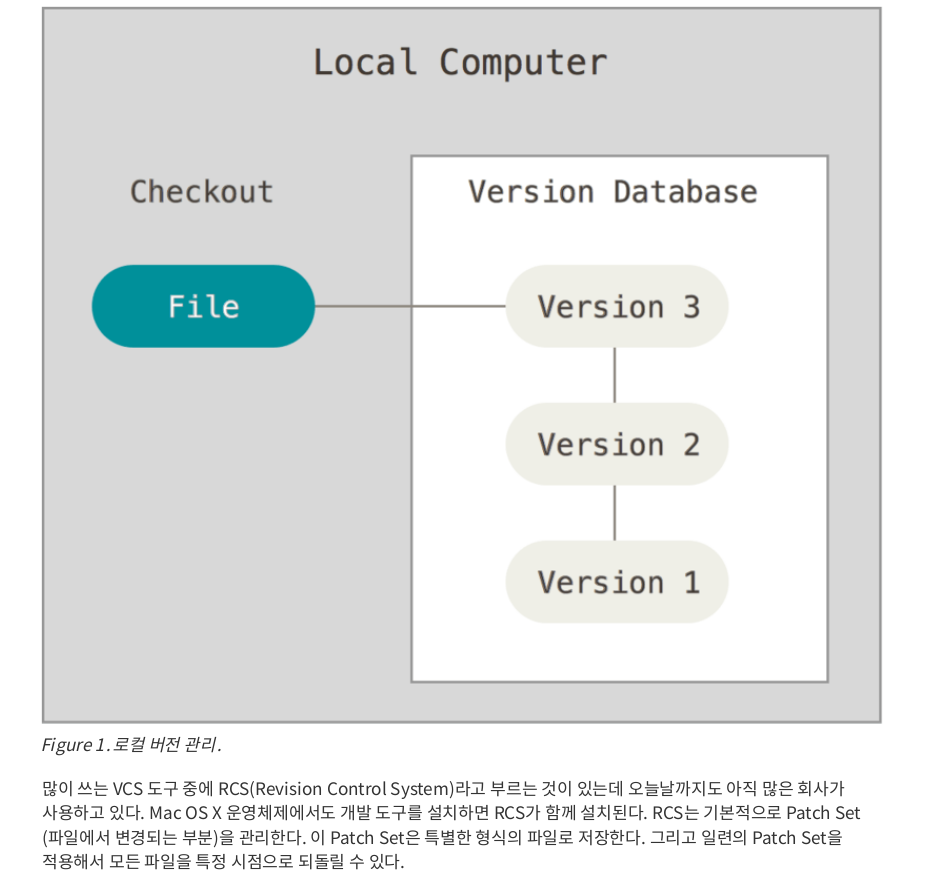 Local Computer
Checkout
Version Database
File
Version 3
Version 2
Version 1
Figure 1. 로컬 버전 관리.
많이 쓰는 VCS 도구 중에 RCS(Revision Control System)라고 부르는 것이 있는데 오늘날까지도 아직 많은 회사가
사용하고 있다. Mac OS X 운영체제에서도 개발 도구를 설치하면 RCS가 함께 설치된다. RCS는 기본적으로 Patch Set
(파일에서 변경되는 부분)을 관리한다. 이 Patch Set은 특별한 형식의 파일로 저장한다. 그리고 일련의 Patch Set을
적용해서 모든 파일을 특정 시점으로 되돌릴 수 있다.